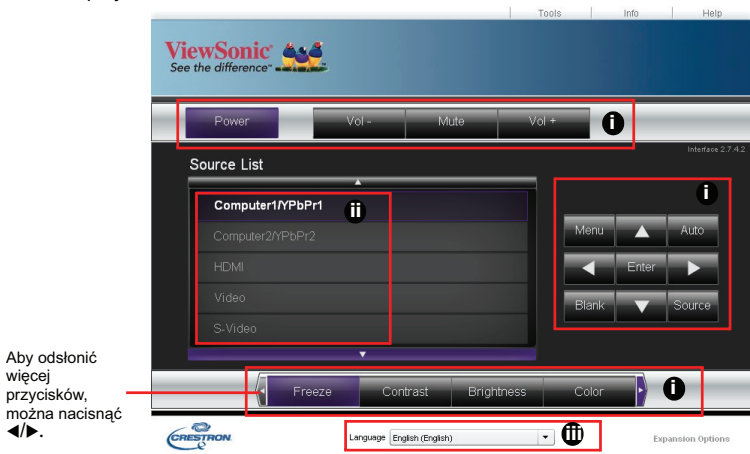 Tools Info Help
ViewSonic®
See the difference™
Power Vol - Mute Vol + i
Interface 2.7.4.2
Source List
i
Computer1/YPbPr1 ii
Computer2/YPbPr2
HDMI
Video
S-Video
Menu ▲ Auto
◀ Enter ▶
Blank ▼ Source
Aby odsłonić
więcej
przycisków,
można nacisnąć
◀/▶.
Freeze Contrast Brightness Color i
CRESTRON
Language English (English) iii
Expansion Options